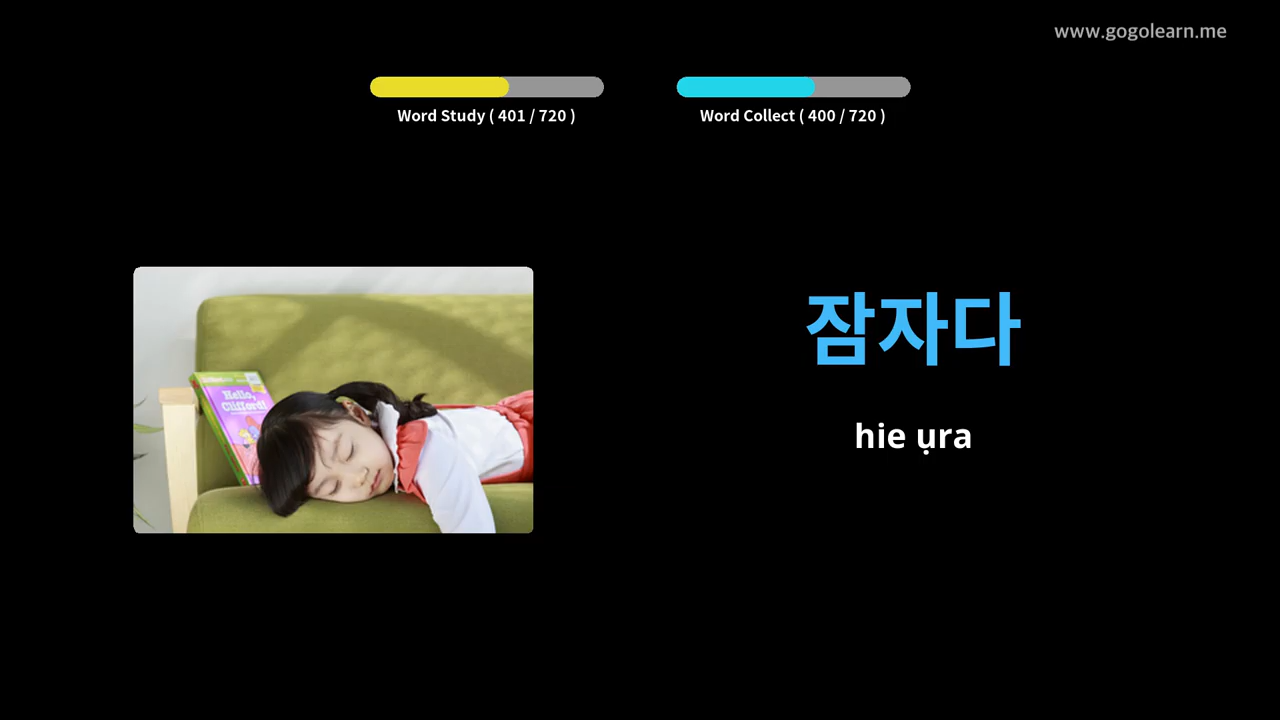 www.gogolearn.me
Word Study ( 401 / 720 )
Word Collect ( 400 / 720 )
잠자다
hie ụra
Hello,
Clifford!